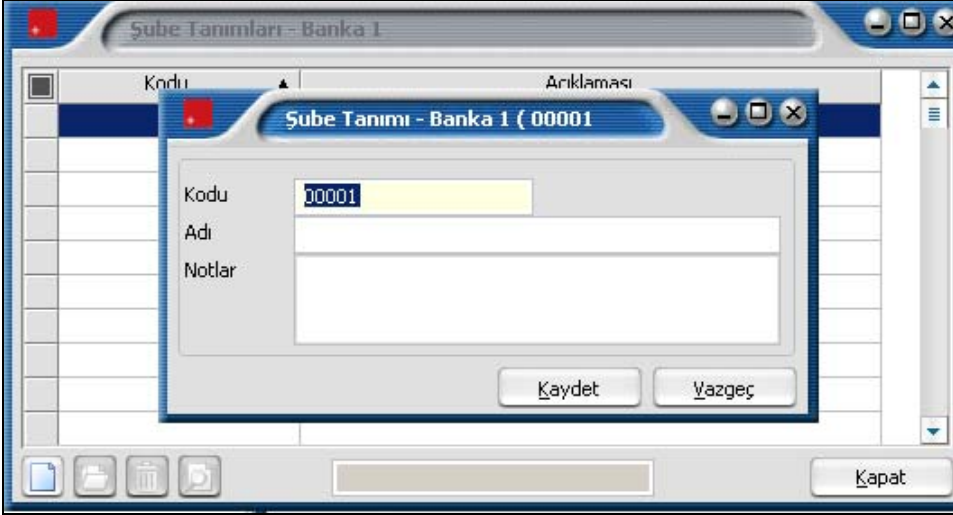 Şube Tanımları - Banka 1
Kodu Açıklaması
Şube Tanımı - Banka 1 ( 00001
Kodu 00001
Adı
Notlar
Kaydet Vazgeç
Kapat